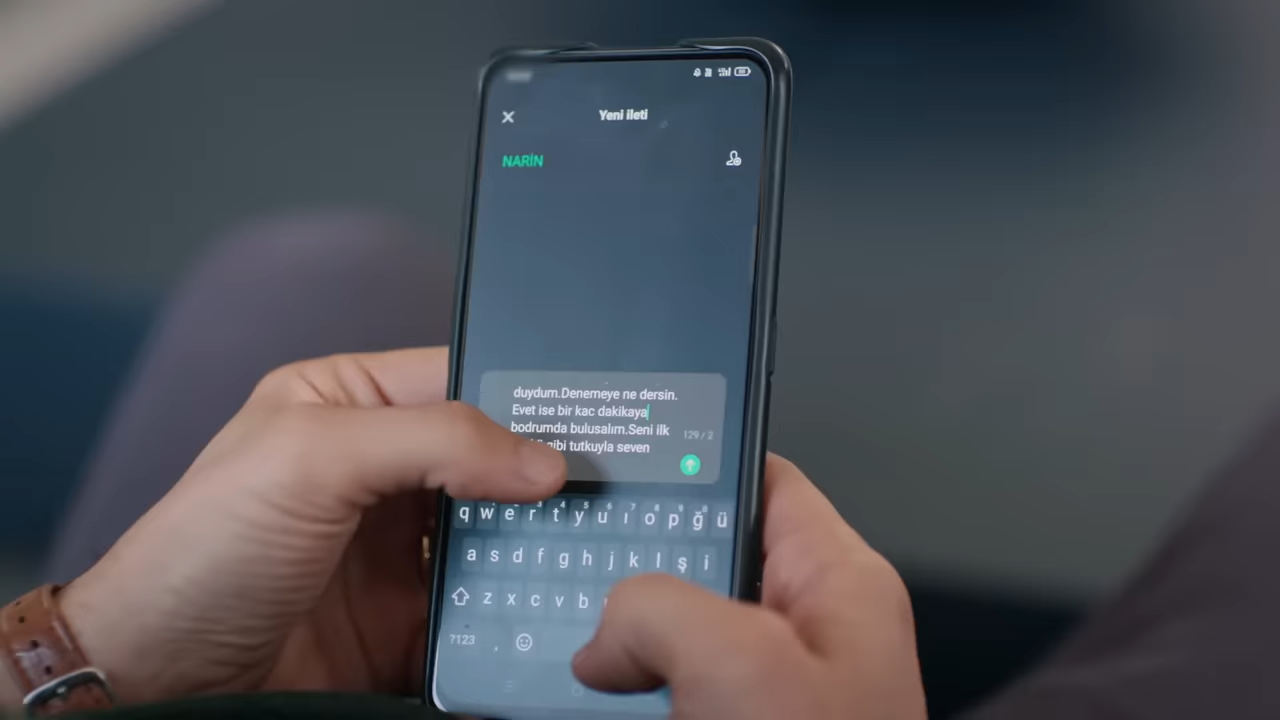 Yeni ileti
NARİN
duydum.Denemeye ne dersin.
Evet ise bir kac dakikaya
bodrumda bulusalım.Seni ilk
gibi tutkuyla seven
129 / 2
q w e r t y u ı o p ğ ü
a s d f g h j k l ş i
z x c v b
?123 ,